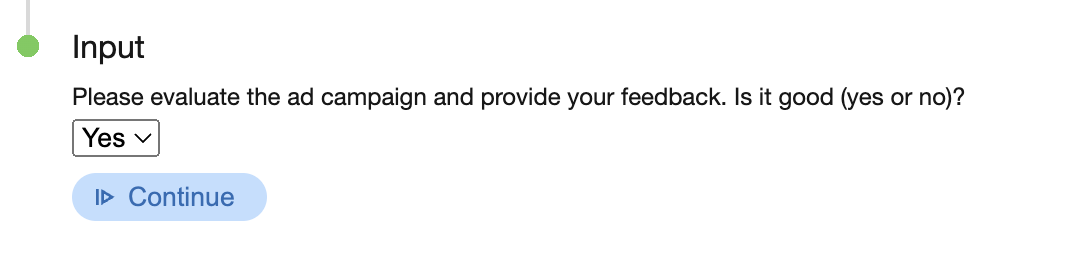 Input
Please evaluate the ad campaign and provide your feedback. Is it good (yes or no)?
Yes
Continue